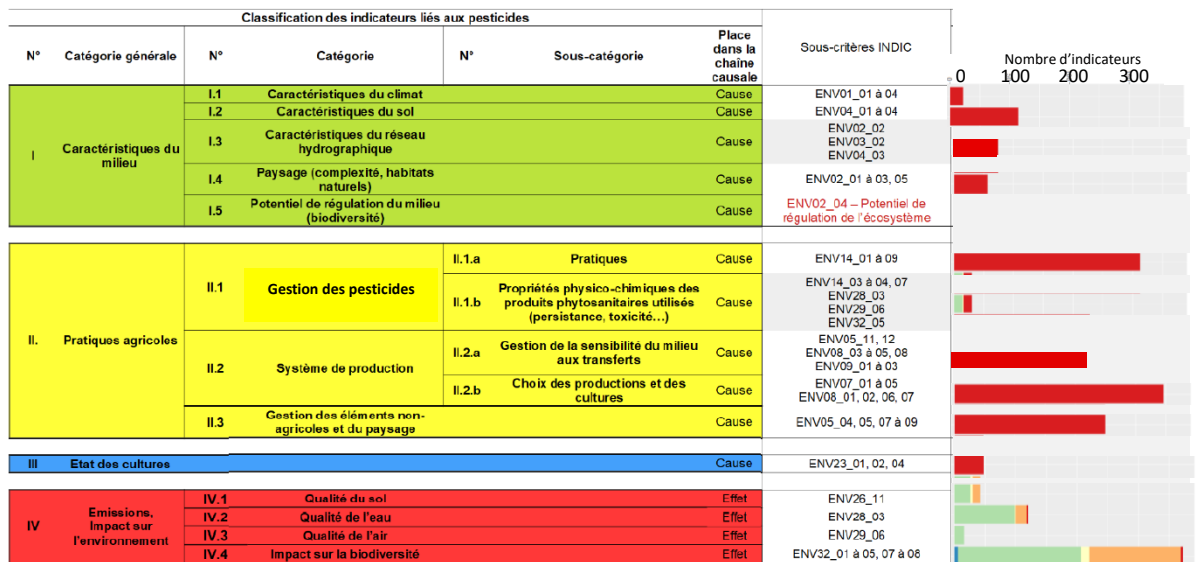 Classification des indicateurs liés aux pesticides
N° Catégorie générale N° Catégorie N° Sous-catégorie Place dans la chaîne causale Sous-critères INDIC
Nombre d'indicateurs
0 100 200 300
I Caractéristiques du milieu
I.1 Caractéristiques du climat Cause ENV01_01 à 04
I.2 Caractéristiques du sol Cause ENV04_01 à 04
I.3 Caractéristiques du réseau hydrographique Cause ENV02_02
ENV03_02
ENV04_03
I.4 Paysage (complexité, habitats naturels) Cause ENV02_01 à 03, 05
I.5 Potentiel de régulation du milieu (biodiversité) Cause ENV02_04 – Potentiel de régulation de l'écosystème
II. Pratiques agricoles
II.1 Gestion des pesticides
II.1.a Pratiques Cause ENV14_01 à 09
II.1.b Propriétés physico-chimiques des produits phytosanitaires utilisés (persistance, toxicité...) Cause ENV14_03 à 04, 07
ENV28_03
ENV29_06
ENV32_05
II.2 Système de production
II.2.a Gestion de la sensibilité du milieu aux transferts Cause ENV05_11, 12
ENV08_03 à 05, 08
ENV09_01 à 03
II.2.b Choix des productions et des cultures Cause ENV07_01 à 05
ENV08_01, 02, 06, 07
II.3 Gestion des éléments non-agricoles et du paysage Cause ENV05_04, 05, 07 à 09
III Etat des cultures Cause ENV23_01, 02, 04
IV Emissions, Impact sur l'environnement
IV.1 Qualité du sol Effet ENV26_11
IV.2 Qualité de l'eau Effet ENV28_03
IV.3 Qualité de l'air Effet ENV29_06
IV.4 Impact sur la biodiversité Effet ENV32_01 à 05, 07 à 08